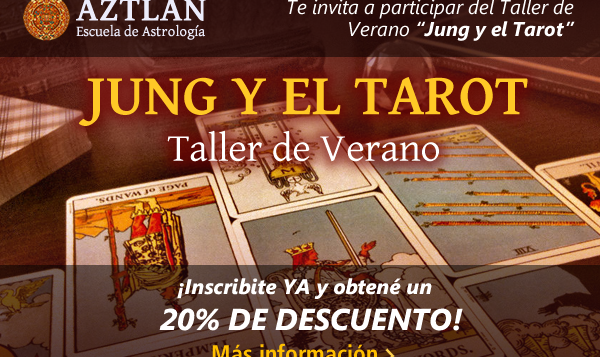 AZTLAN
Escuela de Astrología
Te invita a participar del Taller de
Verano “Jung y el Tarot”
JUNG Y EL TAROT
Taller de Verano
PAGE of WANDS.
VIII
¡Inscribite YA y obtené un
20% DE DESCUENTO!
Más información ›